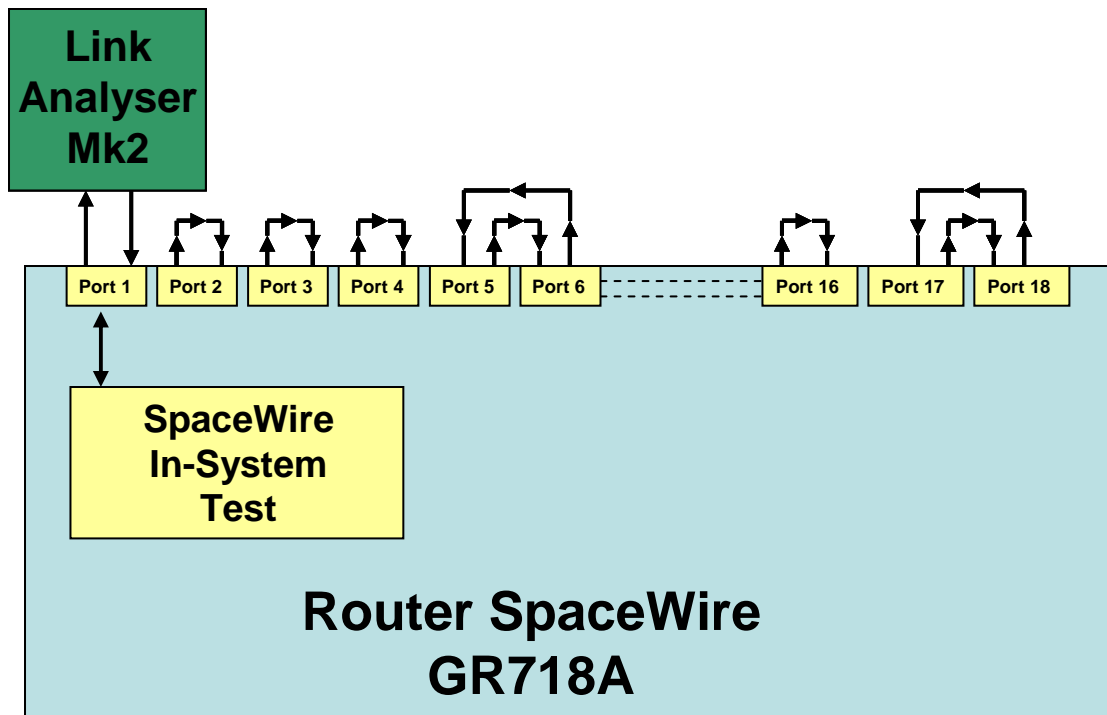 Link
Analyser
Mk2
Port 1
Port 2
Port 3
Port 4
Port 5
Port 6
Port 16
Port 17
Port 18
SpaceWire
In-System
Test
Router SpaceWire
GR718A